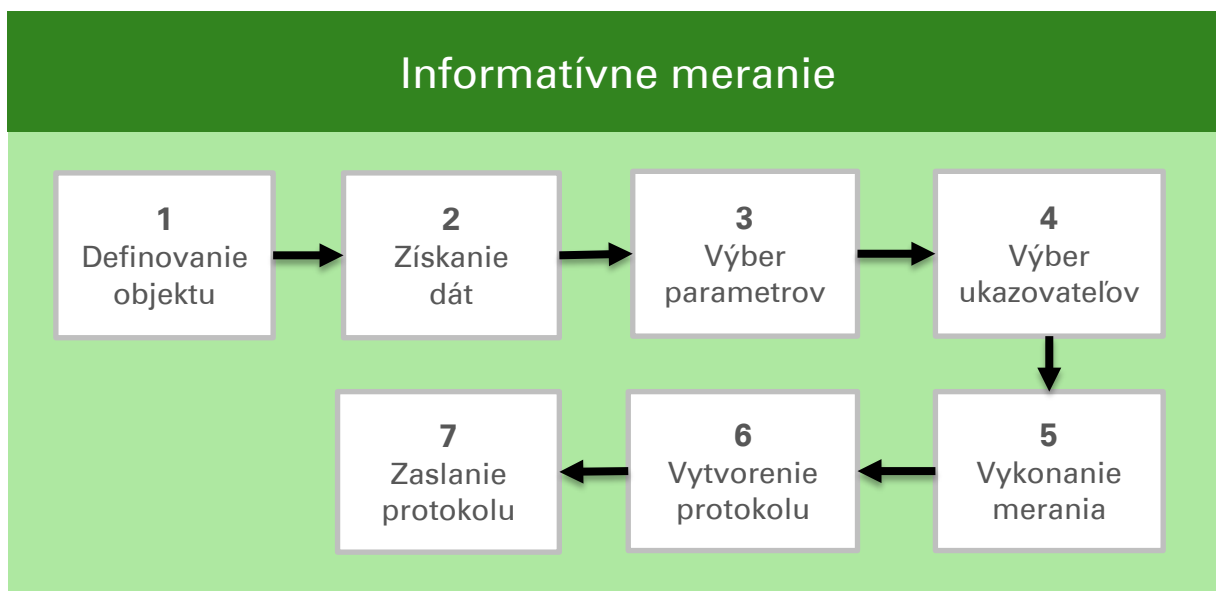 Informatívne meranie
1
Definovanie
objektu
2
Získanie
dát
3
Výber
parametrov
4
Výber
ukazovateľov
5
Vykonanie
merania
6
Vytvorenie
protokolu
7
Zaslanie
protokolu